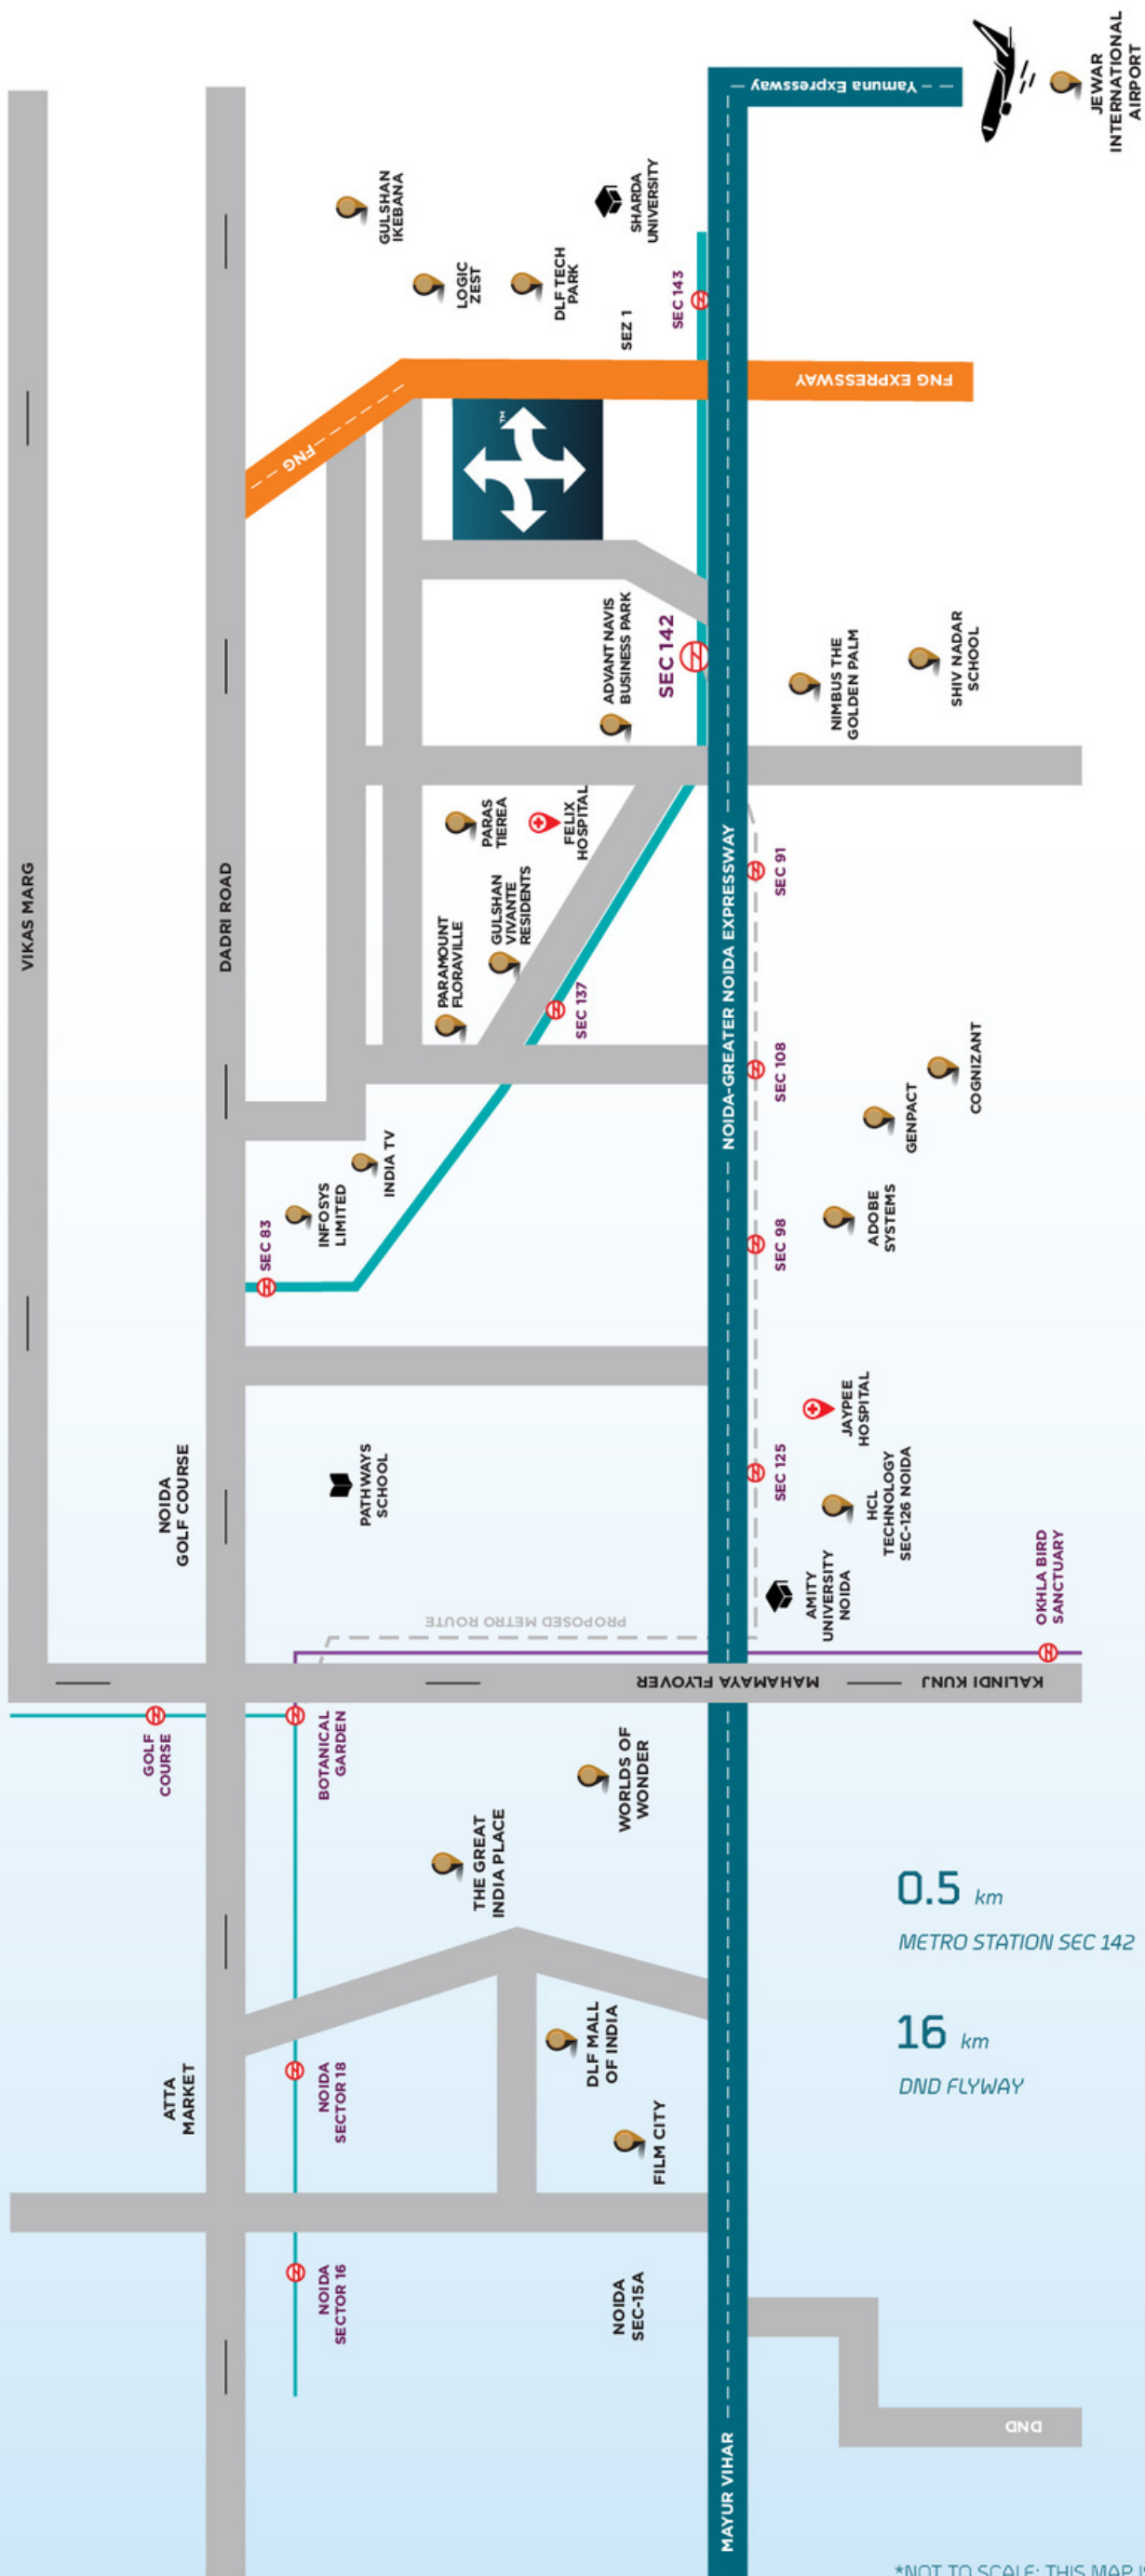 VIKAS MARG
DADRI ROAD
NOIDA
GOLF COURSE
ATTA
MARKET
GOLF
COURSE
BOTANICAL
GARDEN
NOIDA
SECTOR 18
NOIDA
SECTOR 16
SEC 83
INFOSYS
LIMITED
INDIA TV
PATHWAYS
SCHOOL
PROPOSED METRO ROUTE
PARAMOUNT
FLORAVILLE
GULSHAN
VIVANTE
RESIDENTS
PARAS
TIEREA
FELIX
HOSPITAL
SEC 137
FNG
GULSHAN
IKEBANA
LOGIC
ZEST
DLF TECH
PARK
SEZ 1
SHARDA
UNIVERSITY
SEC 143
TM
ADVANT NAVIS
BUSINESS PARK
SEC 142
THE GREAT
INDIA PLACE
WORLDS OF
WONDER
DLF MALL
OF INDIA
FILM CITY
NOIDA
SEC-15A
MAYUR VIHAR
NOIDA-GREATER NOIDA EXPRESSWAY
Yamuna Expressway
FNG EXPRESSWAY
MAHAMAYA FLYOVER
KALINDI KUNJ
SEC 125
SEC 98
SEC 108
SEC 91
AMITY
UNIVERSITY
NOIDA
HCL
TECHNOLOGY
SEC-126 NOIDA
JAYPEE
HOSPITAL
ADOBE
SYSTEMS
GENPACT
COGNIZANT
NIMBUS THE
GOLDEN PALM
SHIV NADAR
SCHOOL
JEWAR
INTERNATIONAL
AIRPORT
OKHLA BIRD
SANCTUARY
DND
0.5 km
METRO STATION SEC 142
16 km
DND FLYWAY
*NOT TO SCALE: THIS MAP